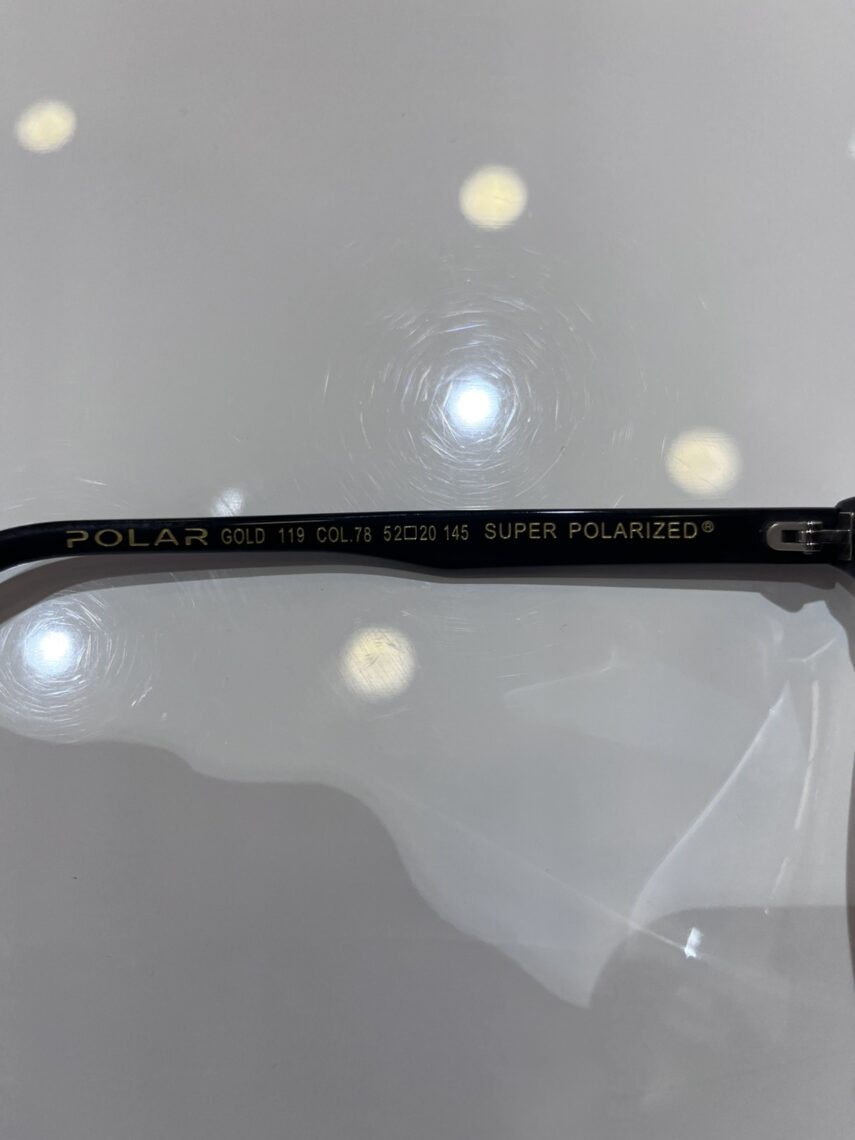 POLAR GOLD 119 COL.78 52□20 145 SUPER POLARIZED®